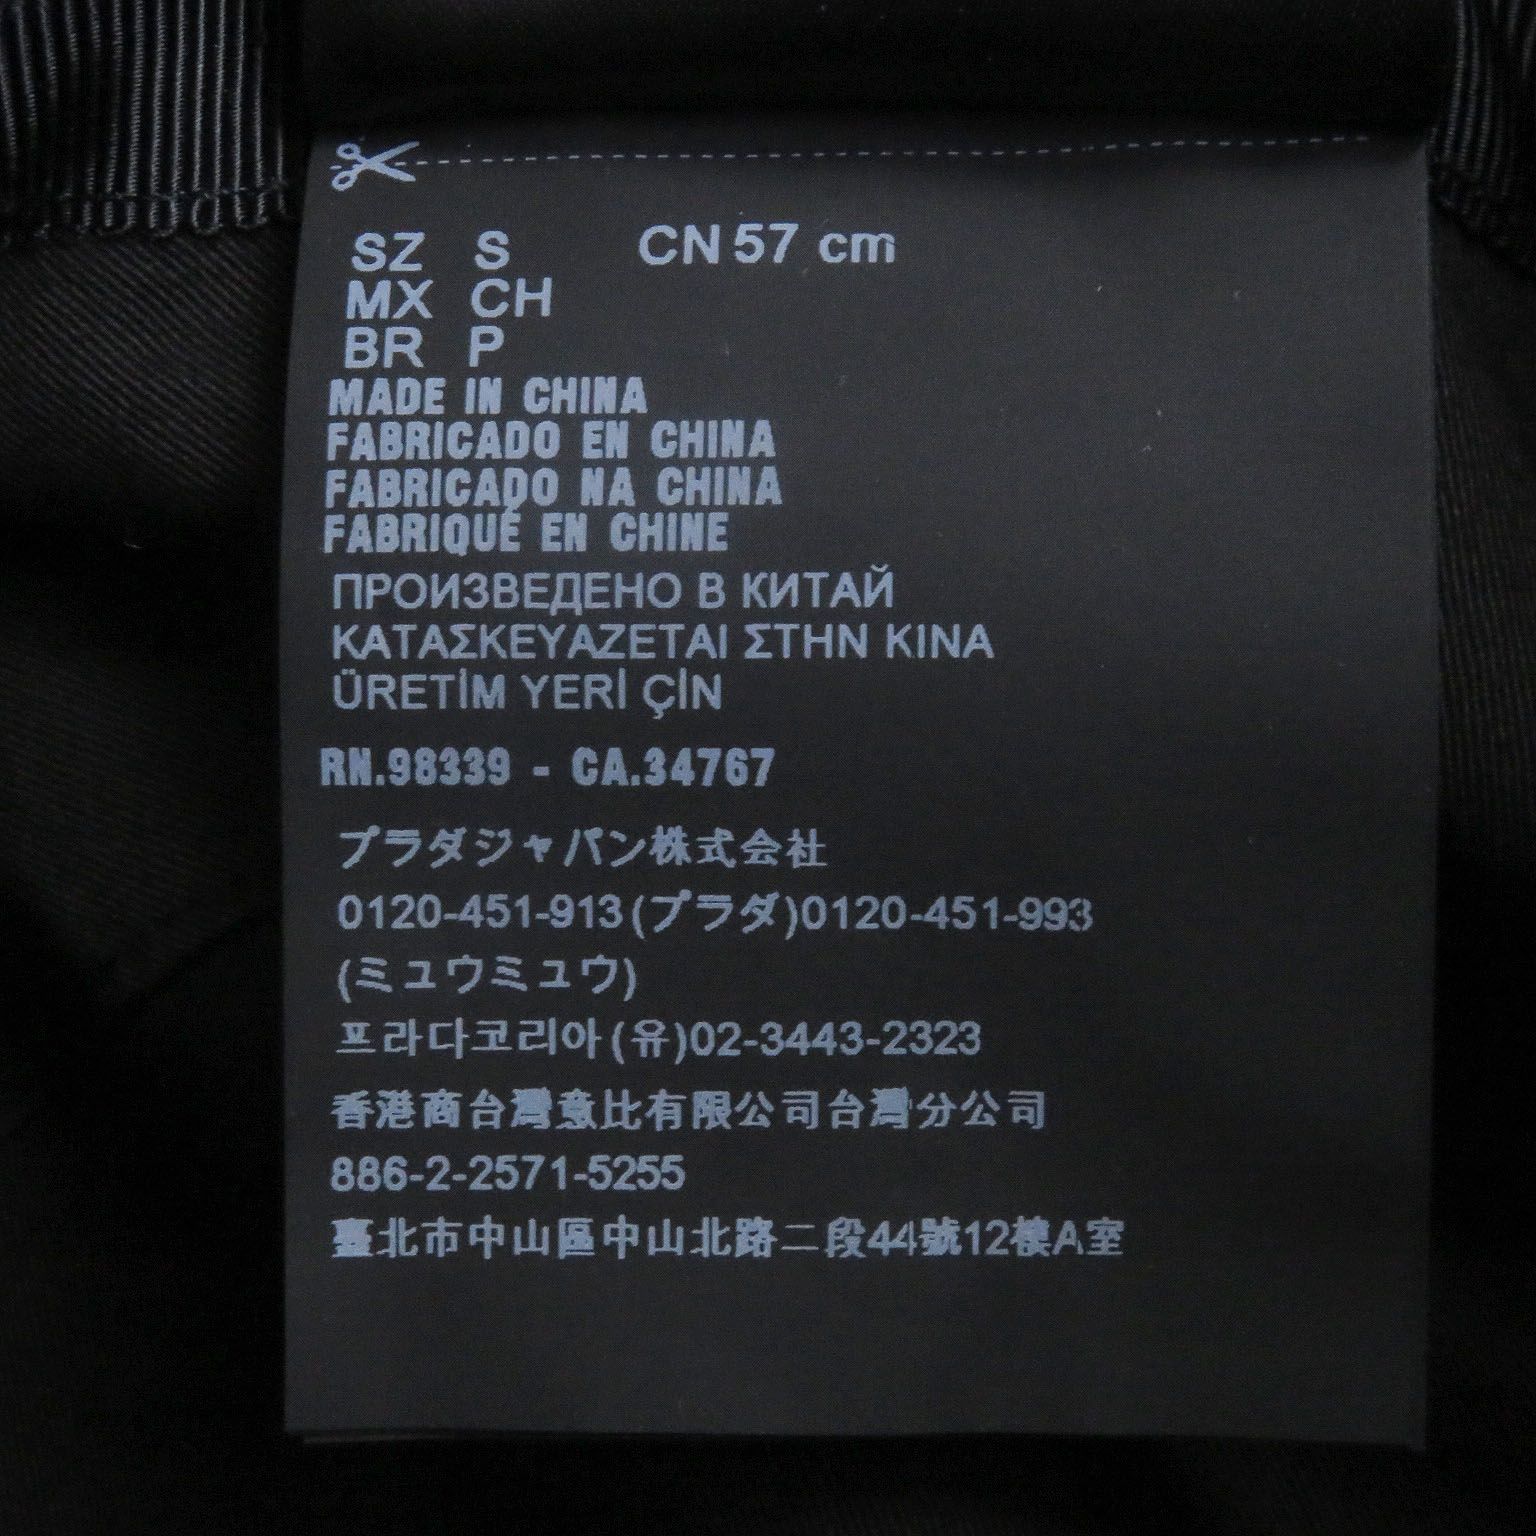 SZ S CN 57 cm
MX CH
BR P
MADE IN CHINA
FABRICADO EN CHINA
FABRICADO NA CHINA
FABRIQUÉ EN CHINE
ПРОИЗВЕДЕНО В КИТАЙ
ΚΑΤΑΣΚΕΥΑΖΕΤΑΙ ΣΤΗΝ ΚΙΝΑ
ÜRETİM YERİ ÇİN
RN.98339 - CA.34767
プラダジャパン株式会社
0120-451-913(プラダ)0120-451-993
(ミュウミュウ)
프라다코리아(유)02-3443-2323
香港商台灣意比有限公司台灣分公司
886-2-2571-5255
臺北市中山區中山北路二段44號12樓A室